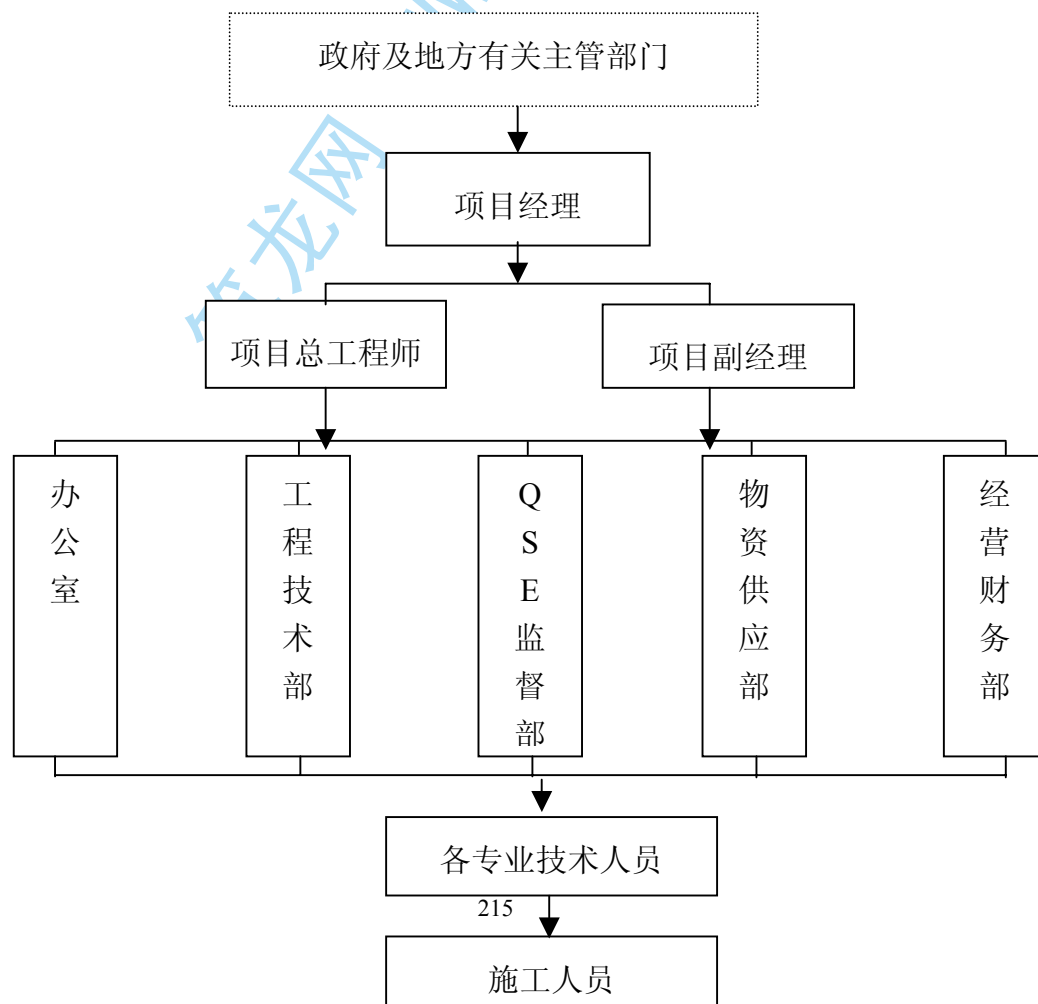 政府及地方有关主管部门
项目经理
项目总工程师
项目副经理
办公室
工程技术部
QSE监督部
物资供应部
经营财务部
各专业技术人员
215
施工人员